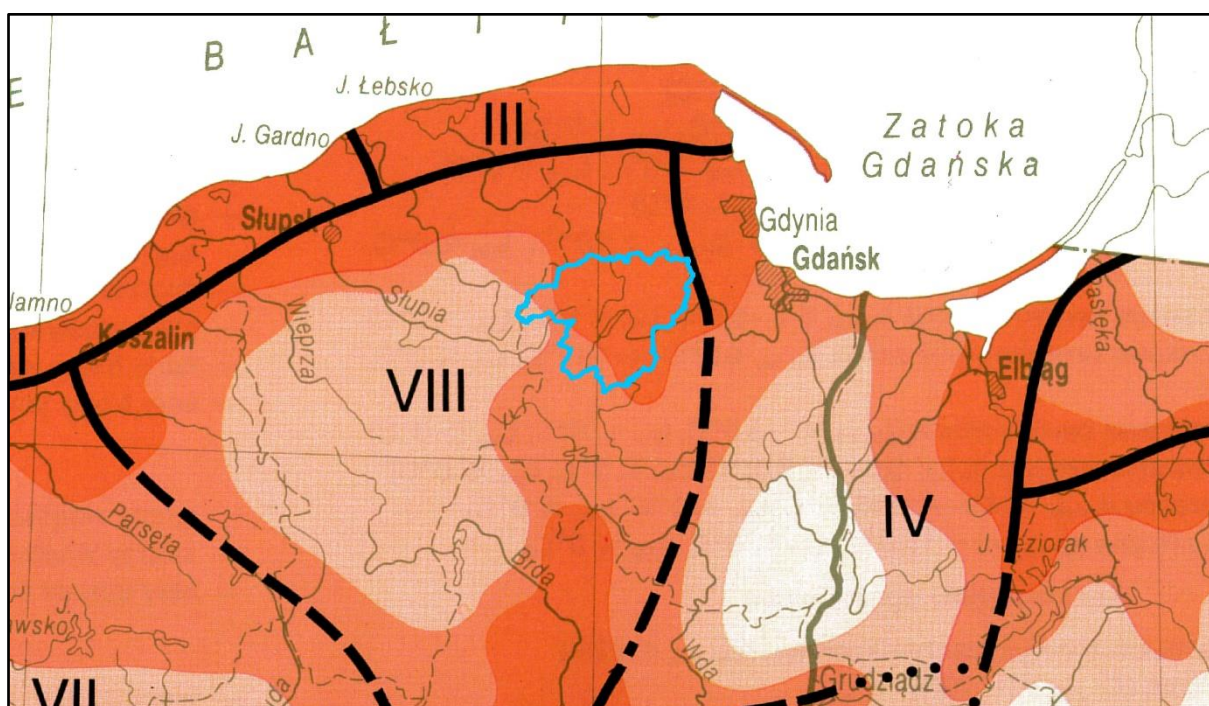 E B A Ł T
J. Łebsko
J. Gardno
III
Zatoka
Gdańska
Słupsk
Gdynia
Gdańsk
Słupia
Wieprza
Koszalin
I
Elbląg
VIII
IV
Parsęta
Brda
J. Jeziorak
Wda
Grudziądz
VII